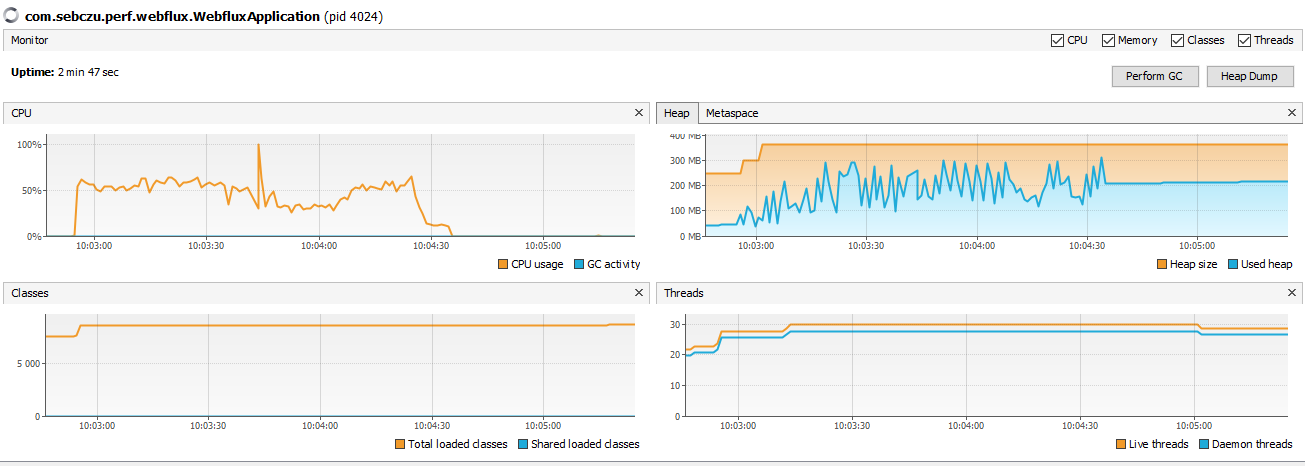 com.sebczu.perf.webflux.WebfluxApplication (pid 4024)
Monitor
CPU Memory Classes Threads
Uptime: 2 min 47 sec
Perform GC Heap Dump
CPU
100%
50%
0%
10:03:00 10:03:30 10:04:00 10:04:30 10:05:00
CPU usage GC activity
Heap Metaspace
400 MB
300 MB
200 MB
100 MB
0 MB
10:03:00 10:03:30 10:04:00 10:04:30 10:05:00
Heap size Used heap
Classes
5 000
0
10:03:00 10:03:30 10:04:00 10:04:30 10:05:00
Total loaded classes Shared loaded classes
Threads
30
20
10
0
10:03:00 10:03:30 10:04:00 10:04:30 10:05:00
Live threads Daemon threads